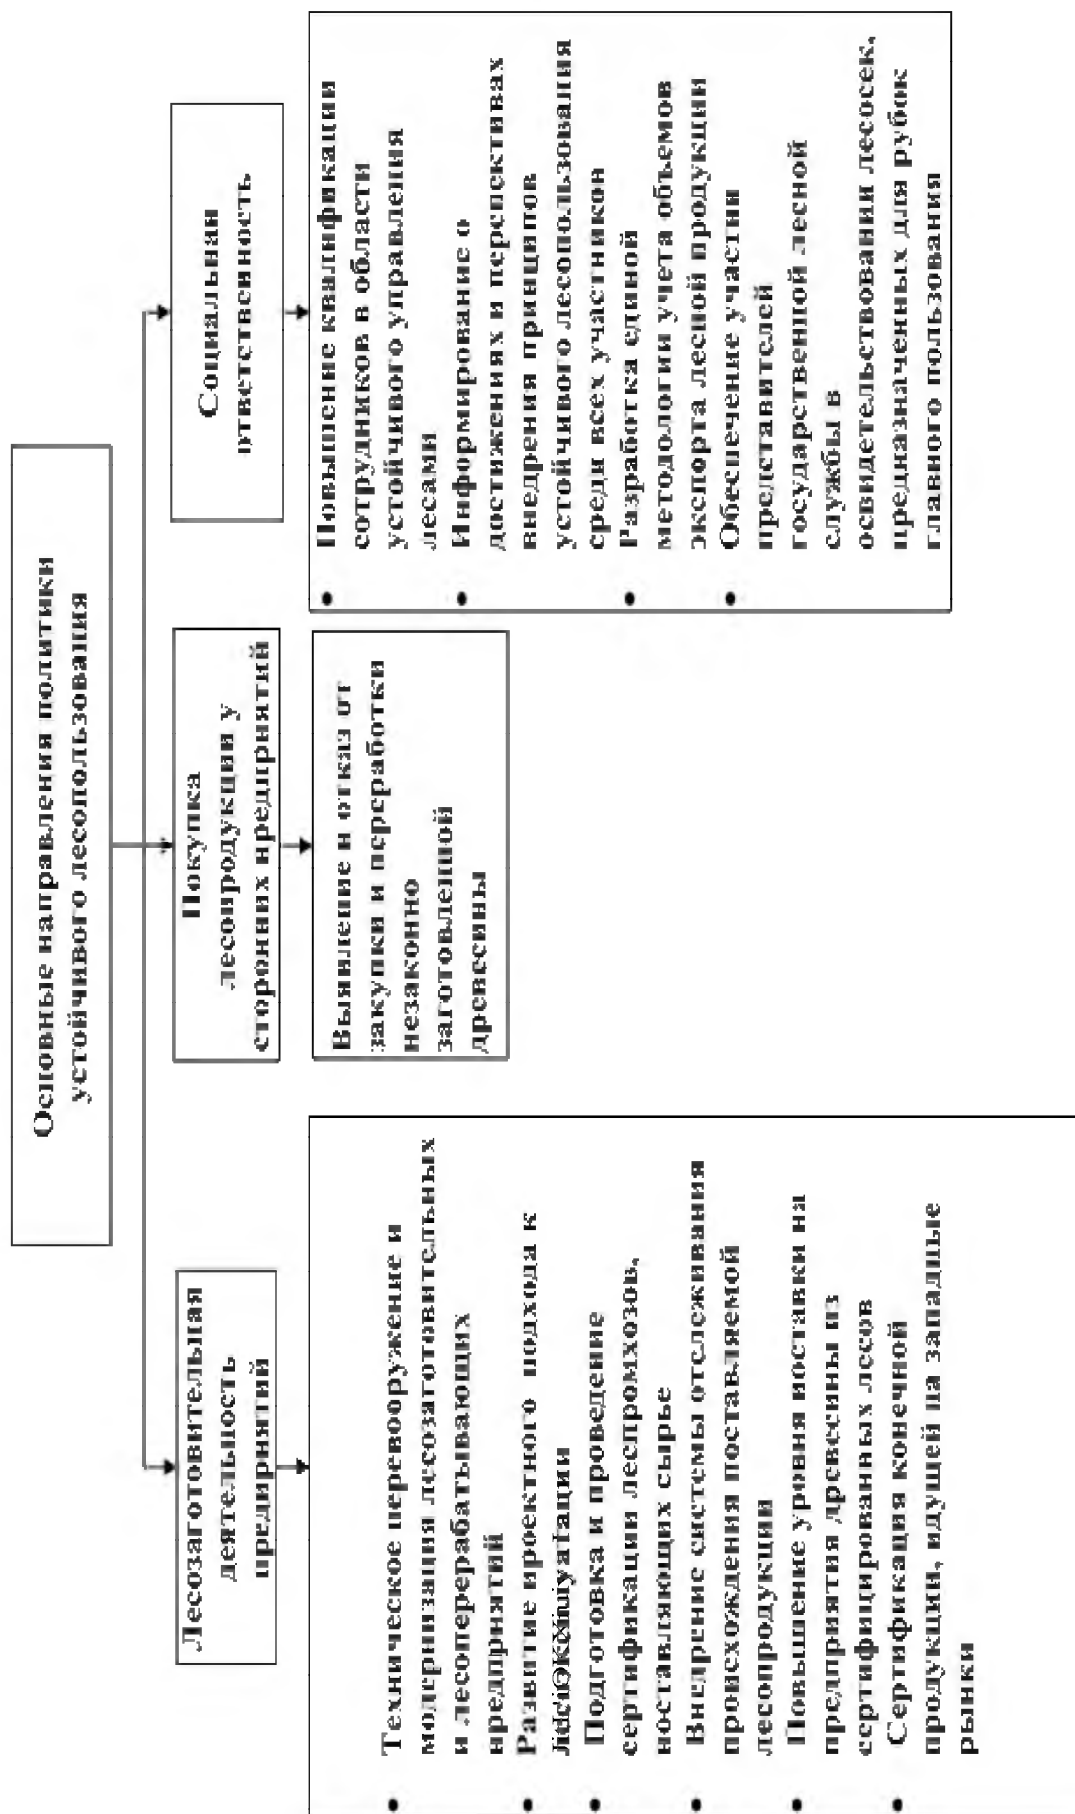 Основные направления политики
устойчивого лесопользования
Лесозаготовительная
деятельность
предприятий
Покупка
лесопродукции у
сторонних предприятий
Социальная
ответственность
Техническое перевооружение и
модернизация лесозаготовительных
и лесоперерабатывающих
предприятий
Развитие проектного подхода к
Подготовка и проведение
сертификации леспромхозов,
поставляющих сырье
Внедрение системы отслеживания
происхождения поставляемой
лесопродукции
Повышение уровня поставки на
предприятия древесины из
сертифицированных лесов
Сертификация конечной
продукции, идущей на западные
рынки
Выявление и отказ от
закупки и переработки
незаконно
заготовленной
древесины
Повышение квалификации
сотрудников в области
устойчивого управления
лесами
Информирование о
достижениях и перспективах
внедрения принципов
устойчивого лесопользования
среди всех участников
Разработка единой
методологии учета объемов
экспорта лесной продукции
Обеспечение участия
представителей
государственной лесной
службы в
освидетельствовании лесосек,
предназначенных для рубок
главного пользования